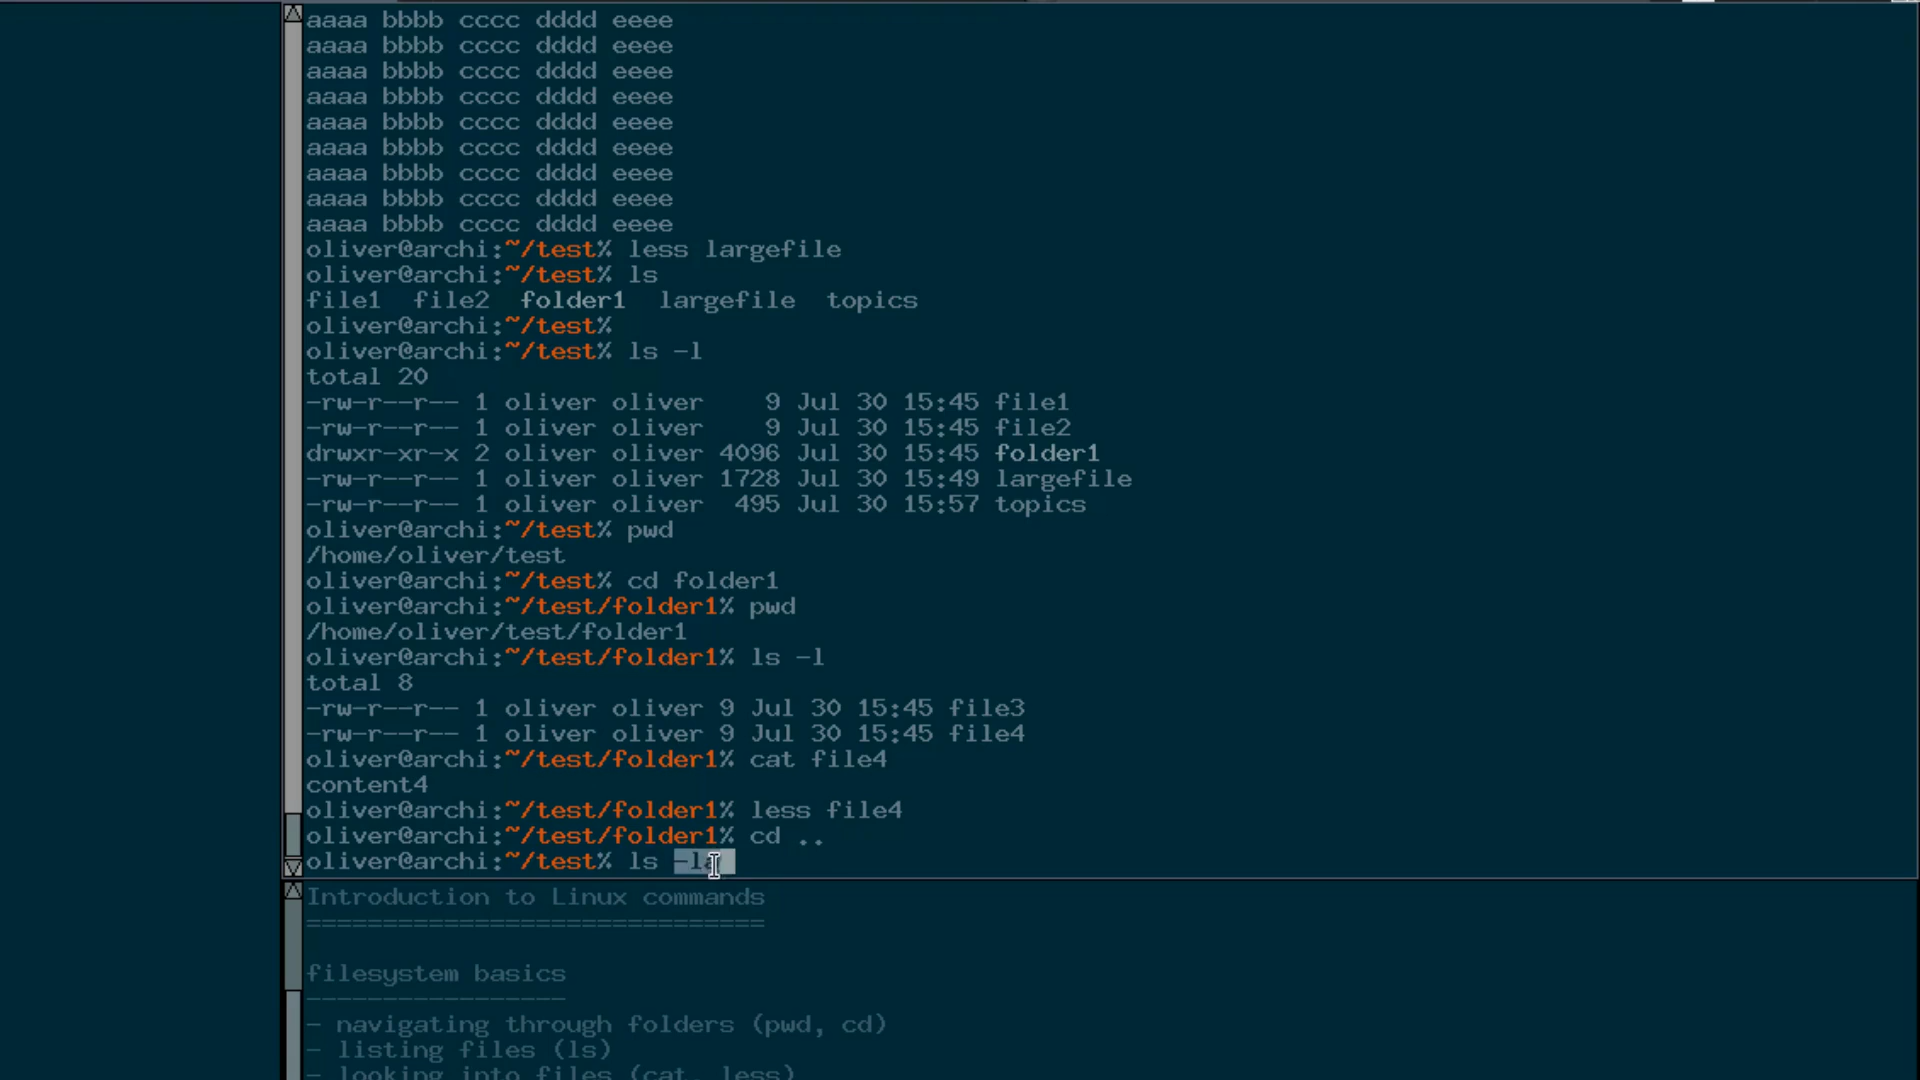 aaaa bbbb cccc dddd eeee
aaaa bbbb cccc dddd eeee
aaaa bbbb cccc dddd eeee
aaaa bbbb cccc dddd eeee
aaaa bbbb cccc dddd eeee
aaaa bbbb cccc dddd eeee
aaaa bbbb cccc dddd eeee
aaaa bbbb cccc dddd eeee
aaaa bbbb cccc dddd eeee
oliver@archi:~/test% less largefile
oliver@archi:~/test% ls
file1  file2  folder1  largefile  topics
oliver@archi:~/test%
oliver@archi:~/test% ls -l
total 20
-rw-r--r-- 1 oliver oliver    9 Jul 30 15:45 file1
-rw-r--r-- 1 oliver oliver    9 Jul 30 15:45 file2
drwxr-xr-x 2 oliver oliver 4096 Jul 30 15:45 folder1
-rw-r--r-- 1 oliver oliver 1728 Jul 30 15:49 largefile
-rw-r--r-- 1 oliver oliver  495 Jul 30 15:57 topics
oliver@archi:~/test% pwd
/home/oliver/test
oliver@archi:~/test% cd folder1
oliver@archi:~/test/folder1% pwd
/home/oliver/test/folder1
oliver@archi:~/test/folder1% ls -l
total 8
-rw-r--r-- 1 oliver oliver 9 Jul 30 15:45 file3
-rw-r--r-- 1 oliver oliver 9 Jul 30 15:45 file4
oliver@archi:~/test/folder1% cat file4
content4
oliver@archi:~/test/folder1% less file4
oliver@archi:~/test/folder1% cd ..
oliver@archi:~/test% ls
Introduction to Linux commands
==============================
filesystem basics
-----------------
- navigating through folders (pwd, cd)
- listing files (ls)
- looking into files (cat, less)